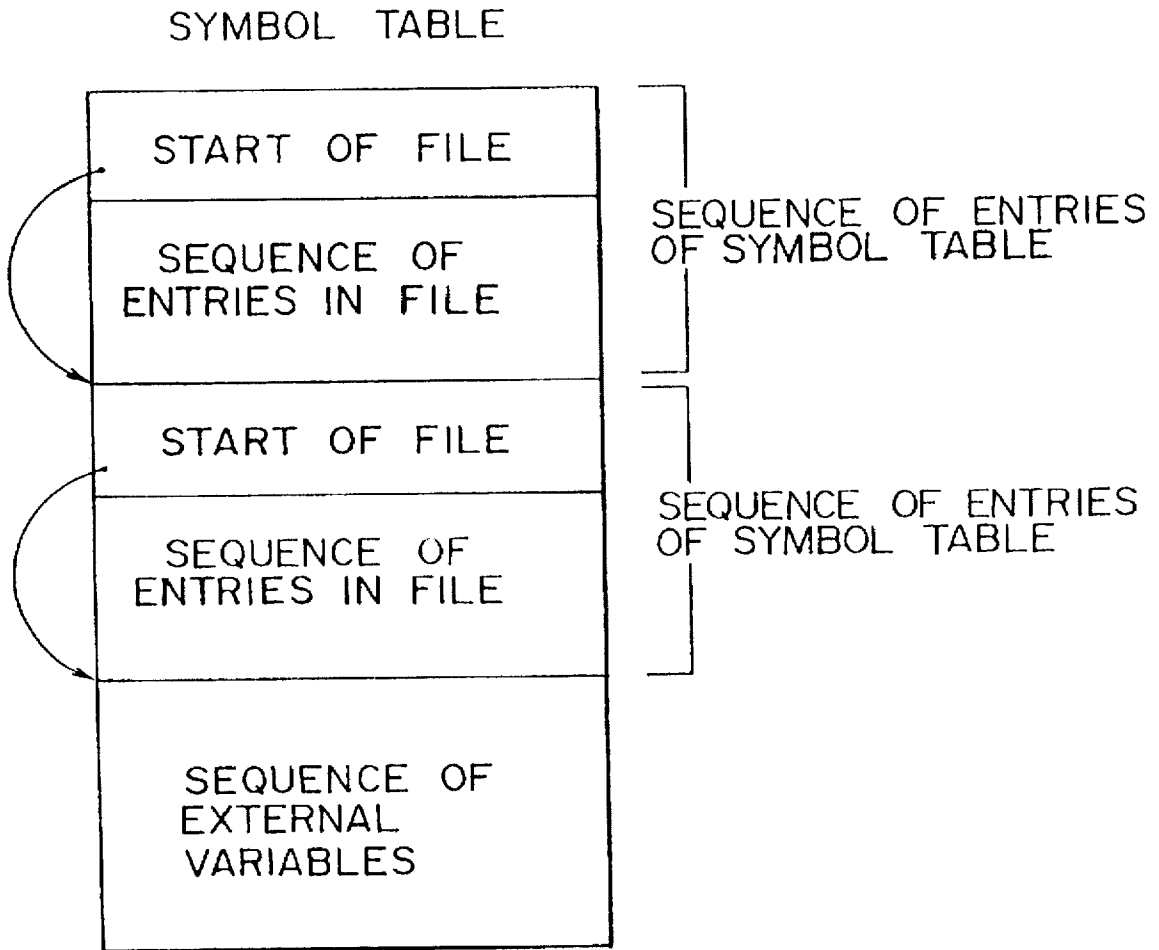 SYMBOL TABLE
START OF FILE
SEQUENCE OF
ENTRIES IN FILE
SEQUENCE OF ENTRIES
OF SYMBOL TABLE
START OF FILE
SEQUENCE OF
ENTRIES IN FILE
SEQUENCE OF ENTRIES
OF SYMBOL TABLE
SEQUENCE OF
EXTERNAL
VARIABLES